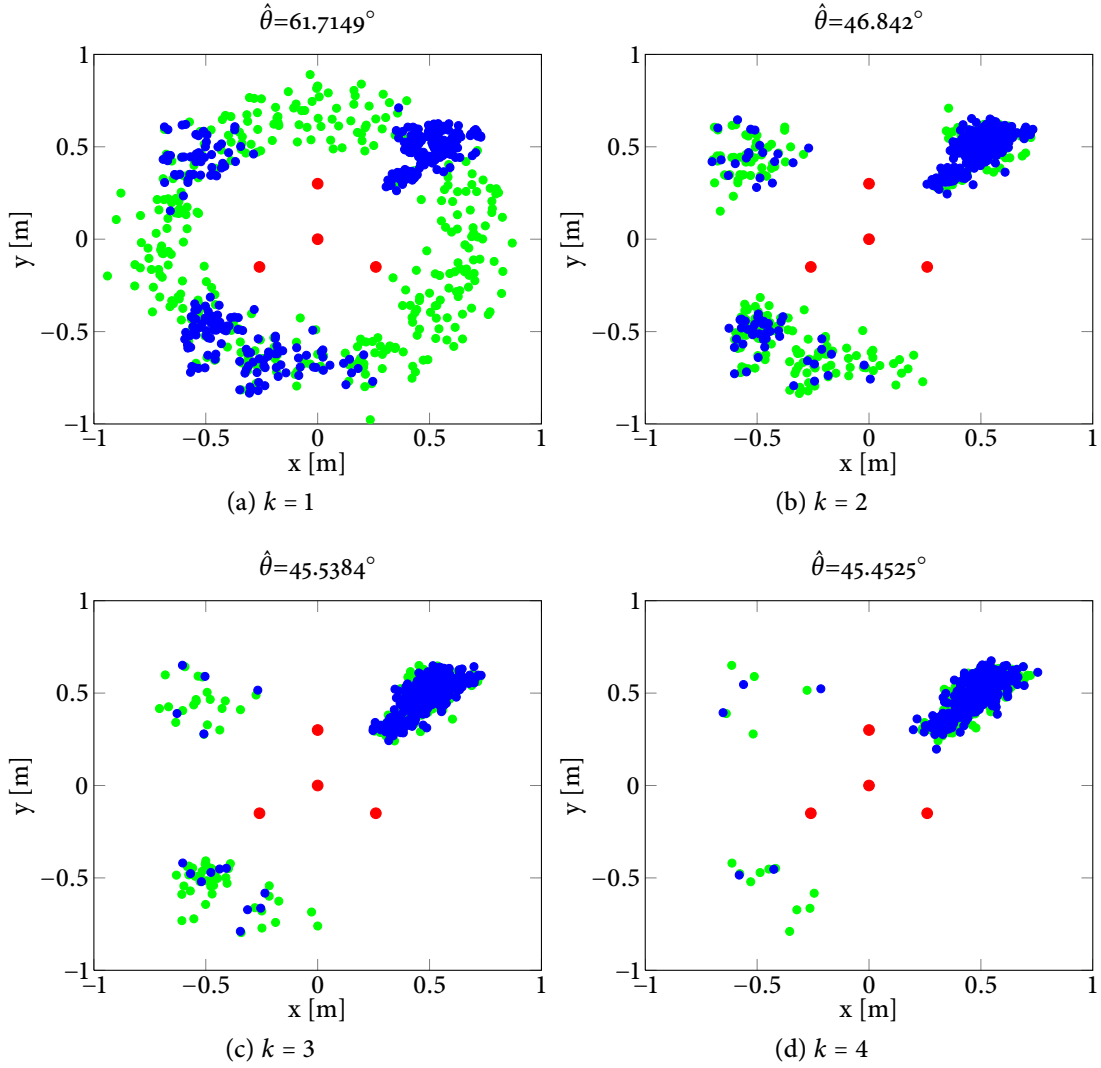 θ̂=61.7149°
1
0.5
0
−0.5
−1
y [m]
−1
−0.5
0
0.5
1
x [m]
(a) k = 1
θ̂=46.842°
1
0.5
0
−0.5
−1
y [m]
−1
−0.5
0
0.5
1
x [m]
(b) k = 2
θ̂=45.5384°
1
0.5
0
−0.5
−1
y [m]
−1
−0.5
0
0.5
1
x [m]
(c) k = 3
θ̂=45.4525°
1
0.5
0
−0.5
−1
y [m]
−1
−0.5
0
0.5
1
x [m]
(d) k = 4